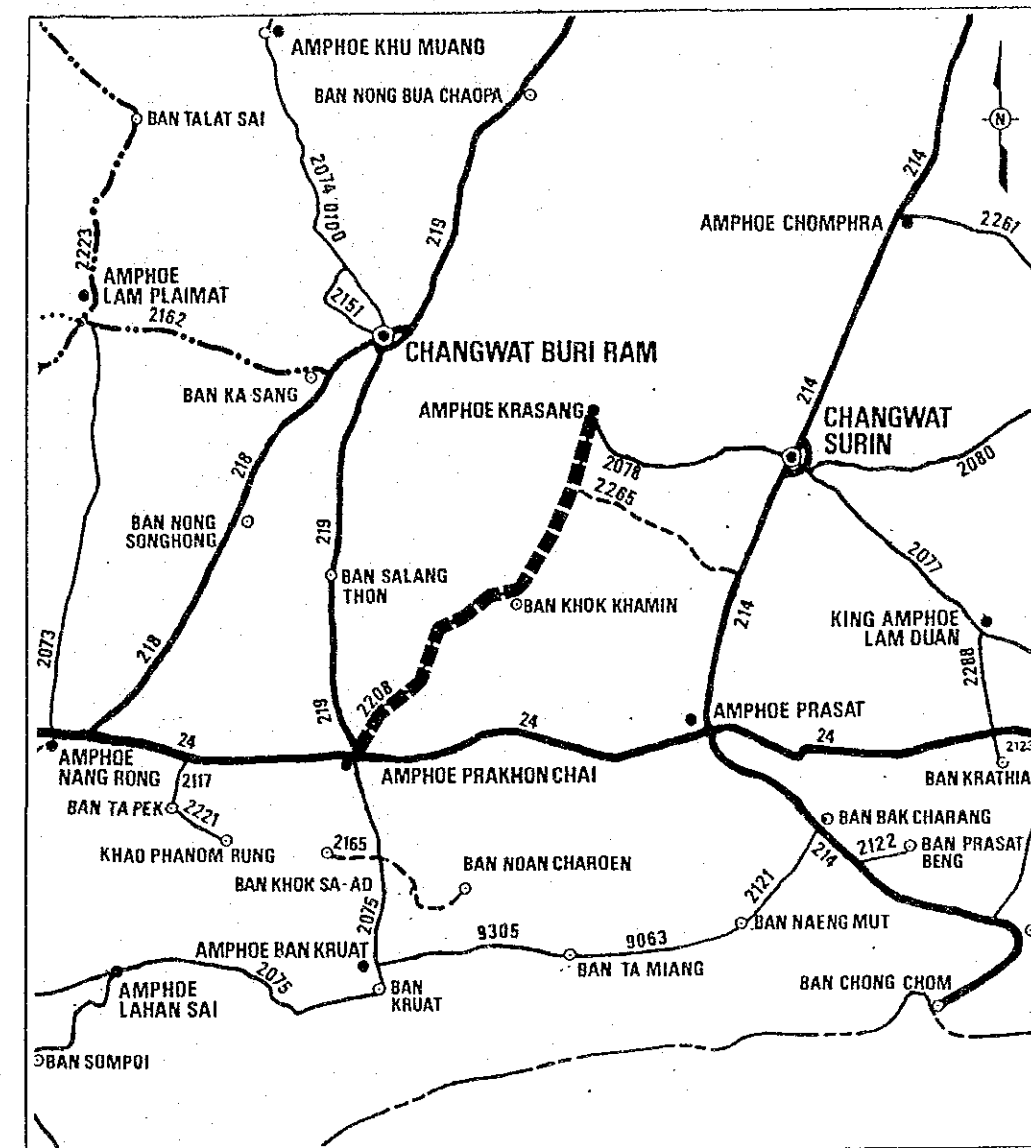 AMPHOE KHU MUANG
BAN NONG BUA CHAOPA
BAN TALAT SAI
N
2074, 0100
219
214
AMPHOE CHOMPHRA
2261
2223
AMPHOE
LAM PLAIMAT
2162
2151
CHANGWAT BURI RAM
BAN KA SANG
AMPHOE KRASANG
214
CHANGWAT
SURIN
2078
2265
2080
218
BAN NONG
SONGHONG
219
BAN SALANG
THON
BAN KHOK KHAMIN
2077
214
KING AMPHOE
LAM DUAN
2073
218
2208
219
2288
AMPHOE PRASAT
24
24
24
2123
AMPHOE
NANG RONG
2117
AMPHOE PRAKHON CHAI
BAN KRATHIA
BAN TA PEK
2221
KHAO PHANOM RUNG
2165
BAN KHOK SA-AD
BAN NOAN CHAROEN
BAN BAK CHARANG
214
2122
BAN PRASAT
BENG
2121
2075
9305
9063
BAN NAENG MUT
AMPHOE BAN KRUAT
BAN TA MIANG
2075
BAN
KRUAT
AMPHOE
LAHAN SAI
BAN CHONG CHOM
BAN SOMPOI